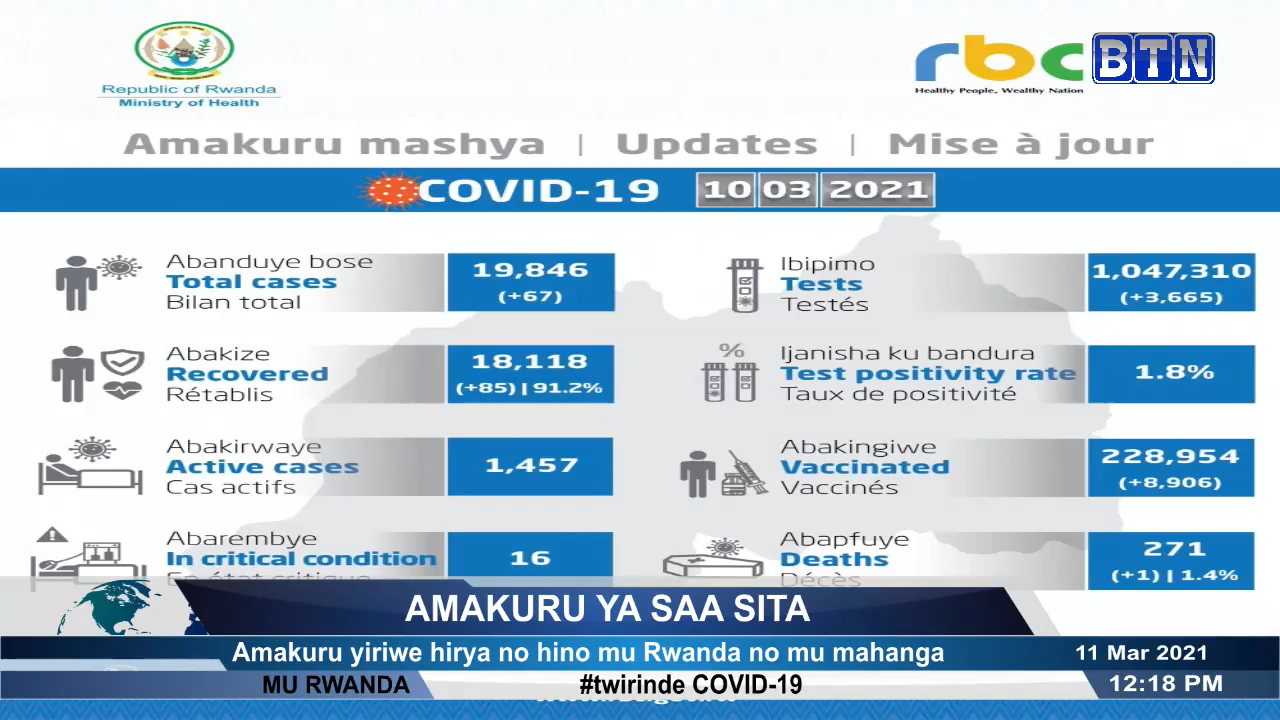 Republic of Rwanda
Ministry of Health
rbc
Healthy People, Wealthy Nation
BTN
Amakuru mashya | Updates | Mise à jour
COVID-19 10 03 2021
Abanduye bose
Total cases
Bilan total
19,846
(+67)
Ibipimo
Tests
Testés
1,047,310
(+3,665)
Abakize
Recovered
Rétablis
18,118
(+85) | 91.2%
%
Ijanisha ku bandura
Test positivity rate
Taux de positivité
1.8%
Abakirwaye
Active cases
Cas actifs
1,457
Abakingiwe
Vaccinated
Vaccinés
228,954
(+8,906)
Abarembye
In critical condition
En état critique
16
Abapfuye
Deaths
Décès
271
(+1) | 1.4%
AMAKURU YA SAA SITA
Amakuru yiriwe hirya no hino mu Rwanda no mu mahanga
11 Mar 2021
MU RWANDA
#twirinde COVID-19
12:18 PM